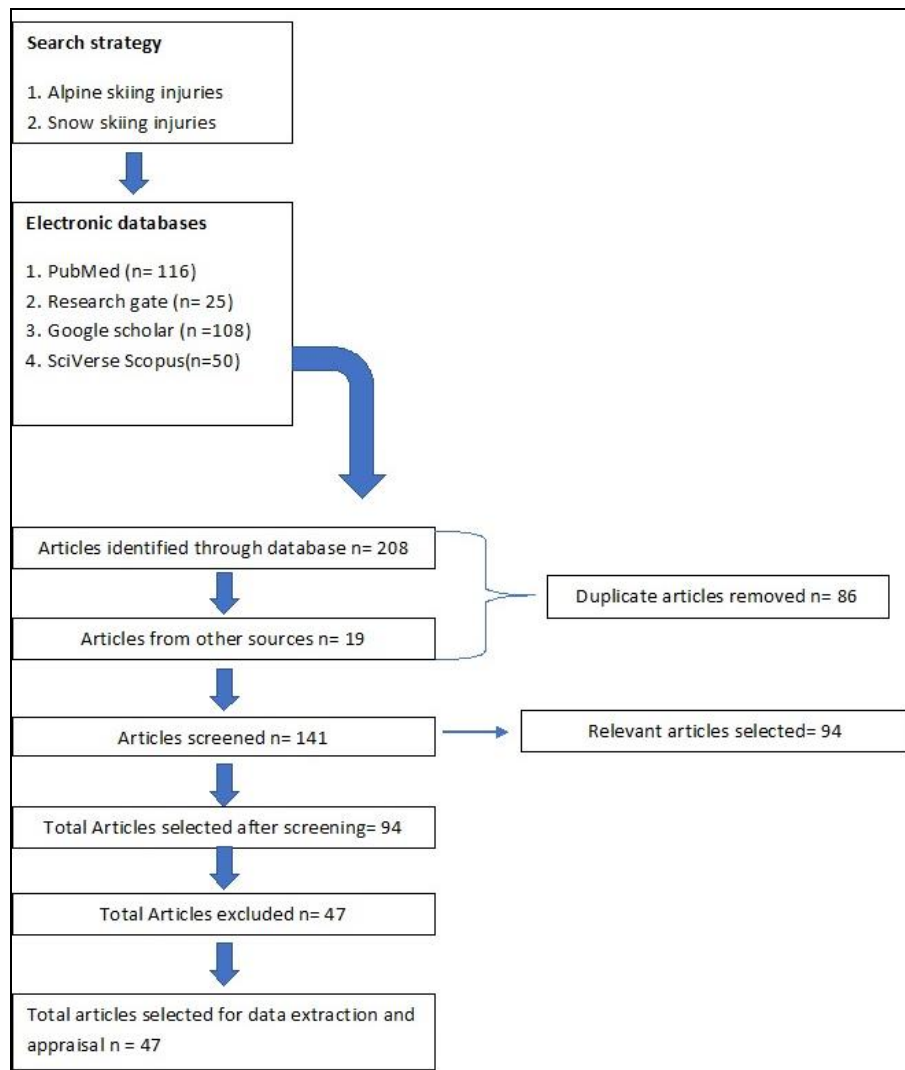 Search strategy
1. Alpine skiing injuries
2. Snow skiing injuries
Electronic databases
1. PubMed (n= 116)
2. Research gate (n= 25)
3. Google scholar (n =108)
4. SciVerse Scopus(n=50)
Articles identified through database n= 208
Duplicate articles removed n= 86
Articles from other sources n= 19
Articles screened n= 141
Relevant articles selected= 94
Total Articles selected after screening= 94
Total Articles excluded n= 47
Total articles selected for data extraction and
appraisal n = 47